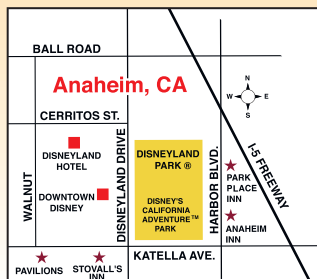 BALL ROAD
Anaheim, CA
N
W E
S
CERRITOS ST.
I-5 FREEWAY
WALNUT
DISNEYLAND
HOTEL
DOWNTOWN
DISNEY
DISNEYLAND DRIVE
DISNEYLAND
PARK ®
DISNEY'S
CALIFORNIA
ADVENTURE™
PARK
HARBOR BLVD.
PARK
PLACE
INN
ANAHEIM
INN
PAVILIONS
STOVALL'S
INN
KATELLA AVE.